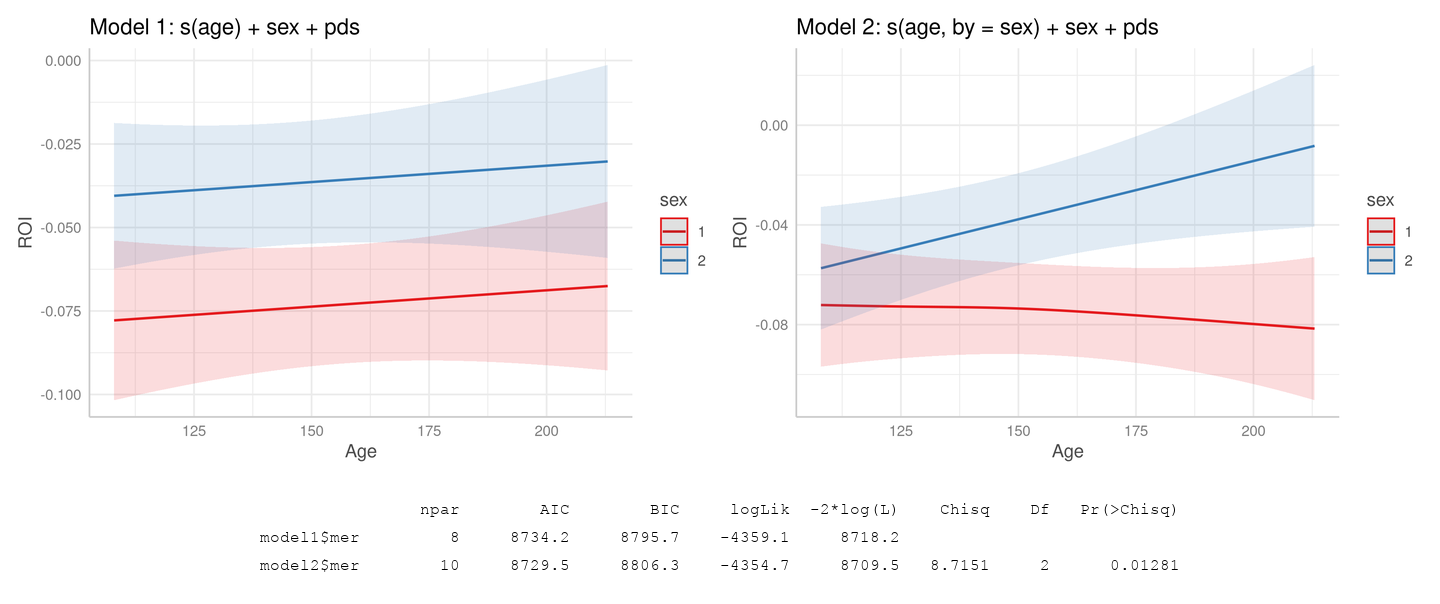 Model 1: s(age) + sex + pds
0.000
-0.025
-0.050
-0.075
-0.100
ROI
125 150 175 200
Age
sex
1
2
Model 2: s(age, by = sex) + sex + pds
0.00
-0.04
-0.08
ROI
125 150 175 200
Age
sex
1
2
npar AIC BIC logLik -2*log(L) Chisq Df Pr(>Chisq)
model1$mer 8 8734.2 8795.7 -4359.1 8718.2
model2$mer 10 8729.5 8806.3 -4354.7 8709.5 8.7151 2 0.01281